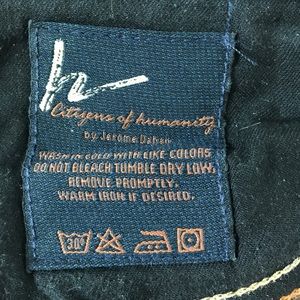 Citizens of humanity
by Jerome Dahan
WASH IN COLD WITH LIKE COLORS
DO NOT BLEACH TUMBLE DRY LOW,
REMOVE PROMPTLY.
WARM IRON IF DESIRED.
30°